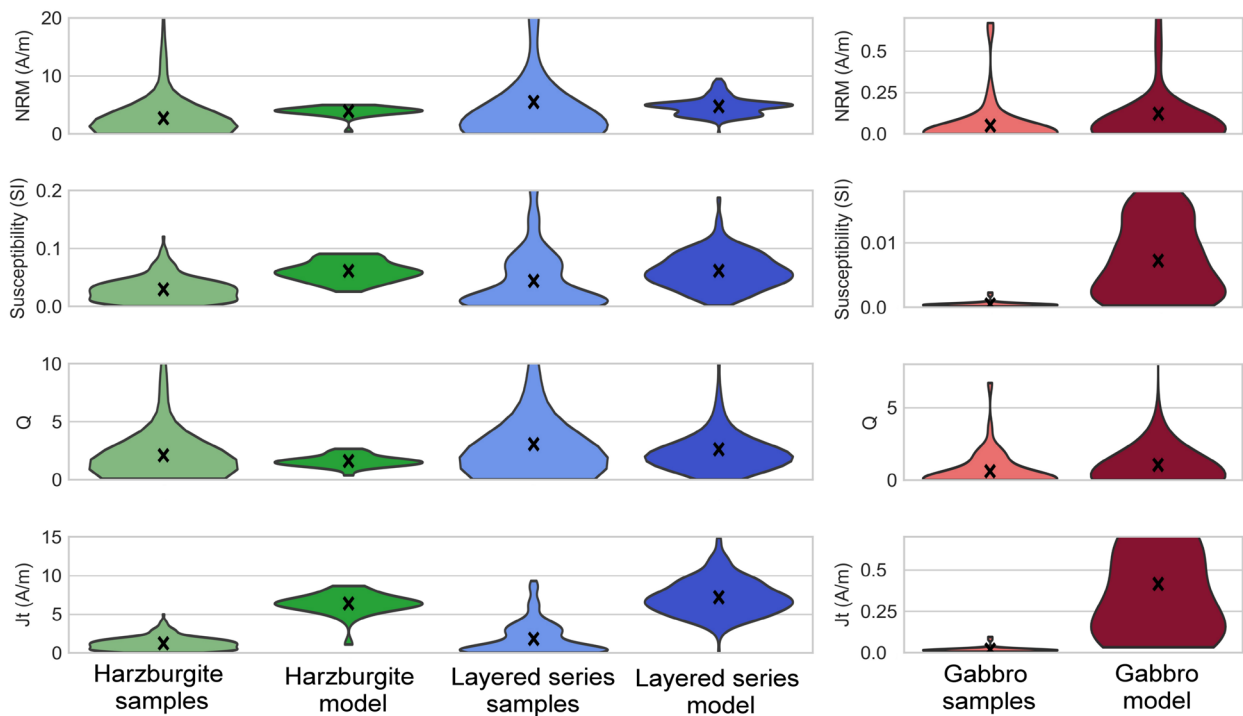 NRM (A/m)
20
10
0
NRM (A/m)
0.5
0.25
0.0
Susceptibility (SI)
0.2
0.1
0.0
Susceptibility (SI)
0.01
0.0
Q
10
5
0
Q
5
0
Jt (A/m)
15
10
5
0
Jt (A/m)
0.5
0.25
0.0
Harzburgite
samples
Harzburgite
model
Layered series
samples
Layered series
model
Gabbro
samples
Gabbro
model